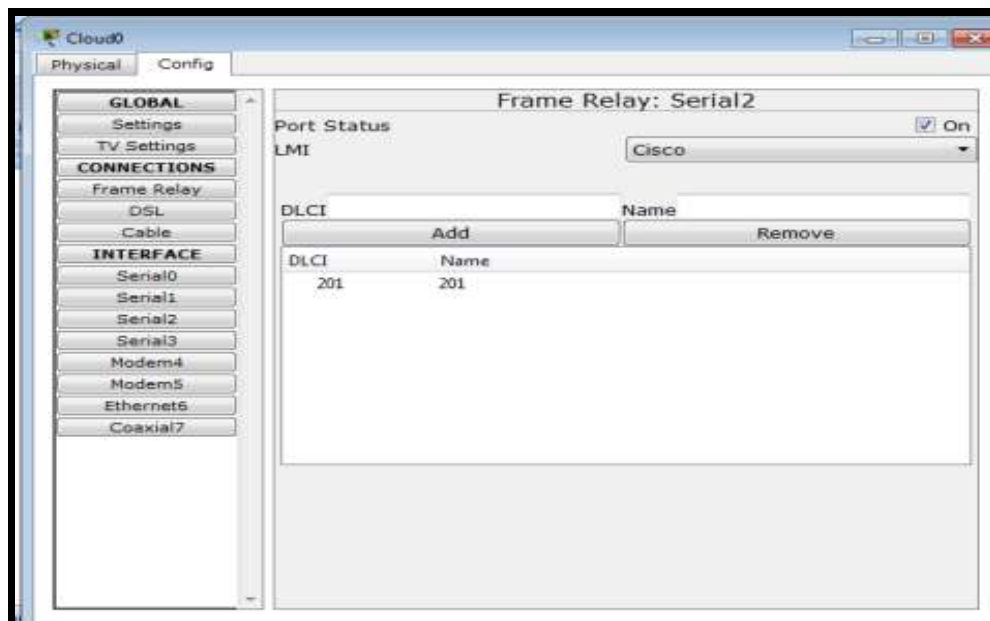 Cloud0
Physical Config
GLOBAL
Settings
TV Settings
CONNECTIONS
Frame Relay
DSL
Cable
INTERFACE
Serial0
Serial1
Serial2
Serial3
Modem4
Modem5
Ethernet6
Coaxial7
Frame Relay: Serial2
Port Status On
LMI Cisco
DLCI Name
Add Remove
DLCI Name
201 201